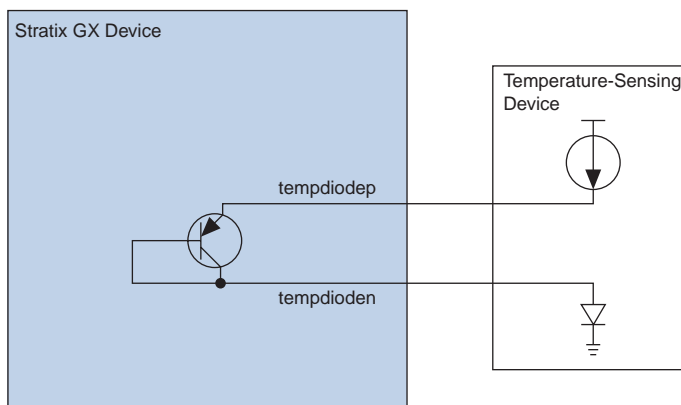 Stratix GX Device
Temperature-Sensing
Device
tempdiodep
tempdioden